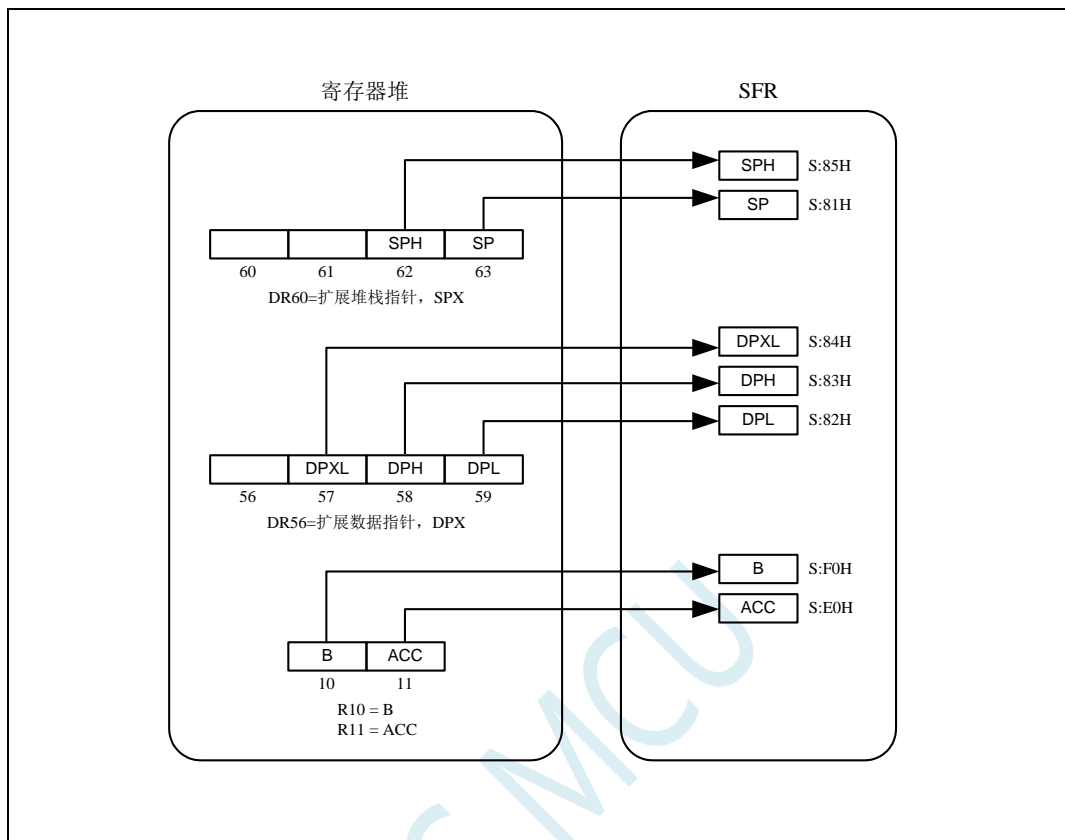 寄存器堆
SFR
SPH S:85H
SP S:81H
SPH SP
60 61 62 63
DR60=扩展堆栈指针，SPX
DPXL S:84H
DPH S:83H
DPL S:82H
DPXL DPH DPL
56 57 58 59
DR56=扩展数据指针，DPX
B S:F0H
ACC S:E0H
B ACC
10 11
R10 = B
R11 = ACC
MCU